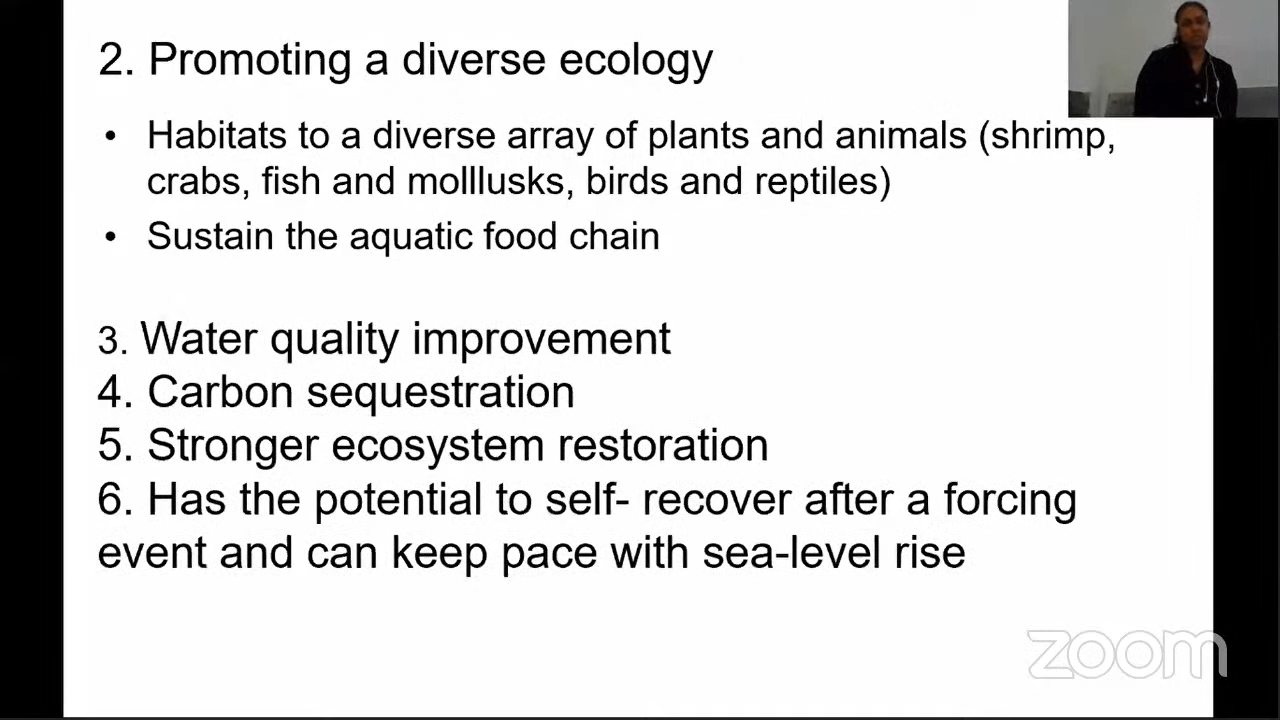 2. Promoting a diverse ecology
• Habitats to a diverse array of plants and animals (shrimp,
crabs, fish and molllusks, birds and reptiles)
• Sustain the aquatic food chain
3. Water quality improvement
4. Carbon sequestration
5. Stronger ecosystem restoration
6. Has the potential to self- recover after a forcing
event and can keep pace with sea-level rise
zoom